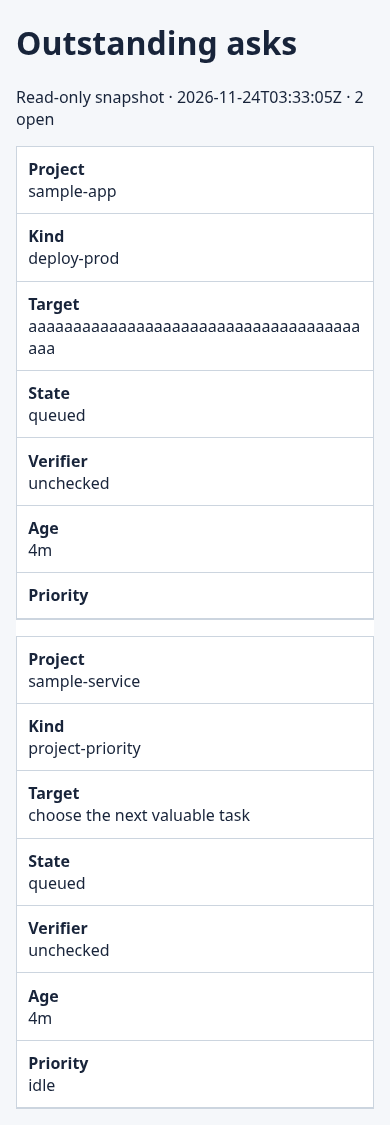 Outstanding asks
Read-only snapshot · 2026-11-24T03:33:05Z · 2
open
Project
sample-app
Kind
deploy-prod
Target
aaaaaaaaaaaaaaaaaaaaaaaaaaaaaaaaaaaaa
aaa
State
queued
Verifier
unchecked
Age
4m
Priority
Project
sample-service
Kind
project-priority
Target
choose the next valuable task
State
queued
Verifier
unchecked
Age
4m
Priority
idle